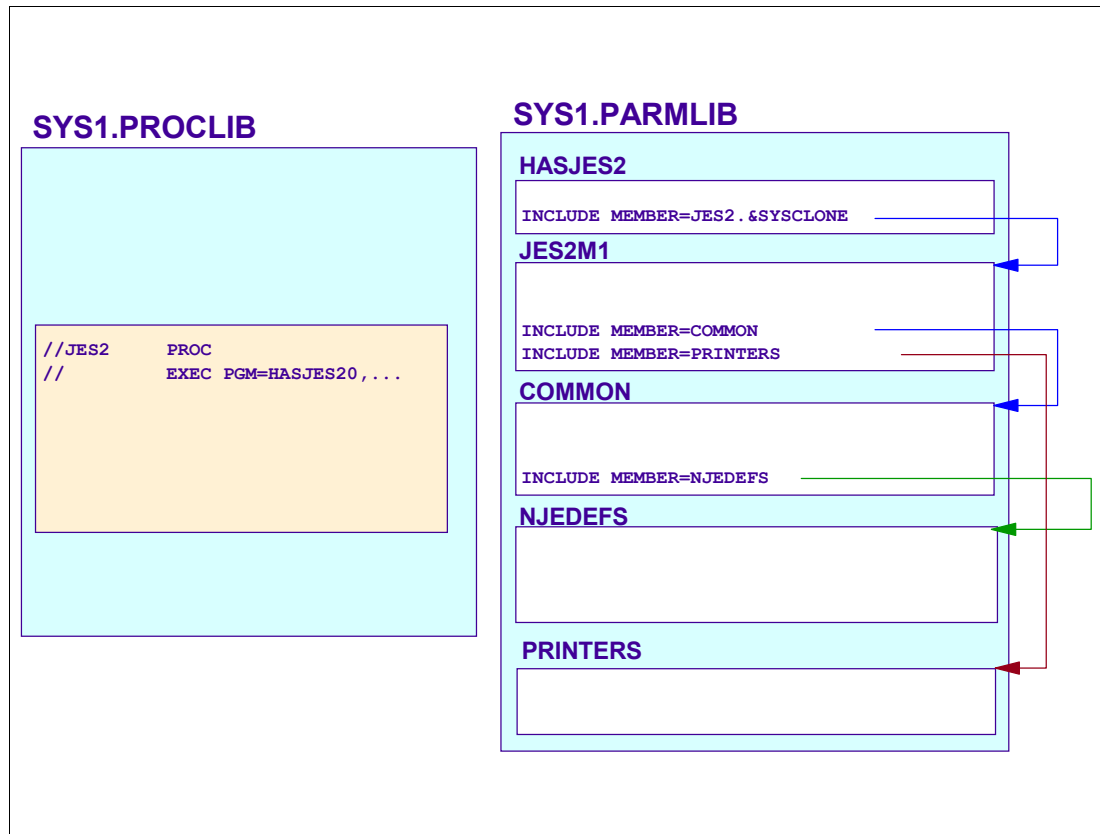 SYS1.PROCLIB
//JES2 PROC
// EXEC PGM=HASJES20,...
SYS1.PARMLIB
HASJES2
INCLUDE MEMBER=JES2.&SYSCLONE
JES2M1
INCLUDE MEMBER=COMMON
INCLUDE MEMBER=PRINTERS
COMMON
INCLUDE MEMBER=NJEDEFS
NJEDEFS
PRINTERS